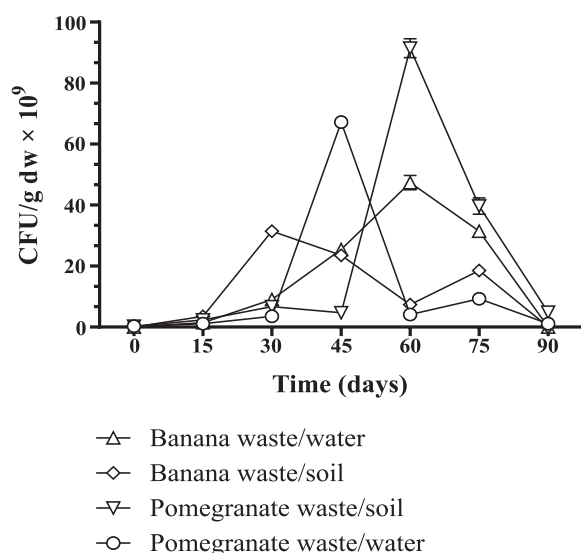 100
80
60
40
20
0
CFU/g dw × 10⁹
0 15 30 45 60 75 90
Time (days)
Banana waste/water
Banana waste/soil
Pomegranate waste/soil
Pomegranate waste/water